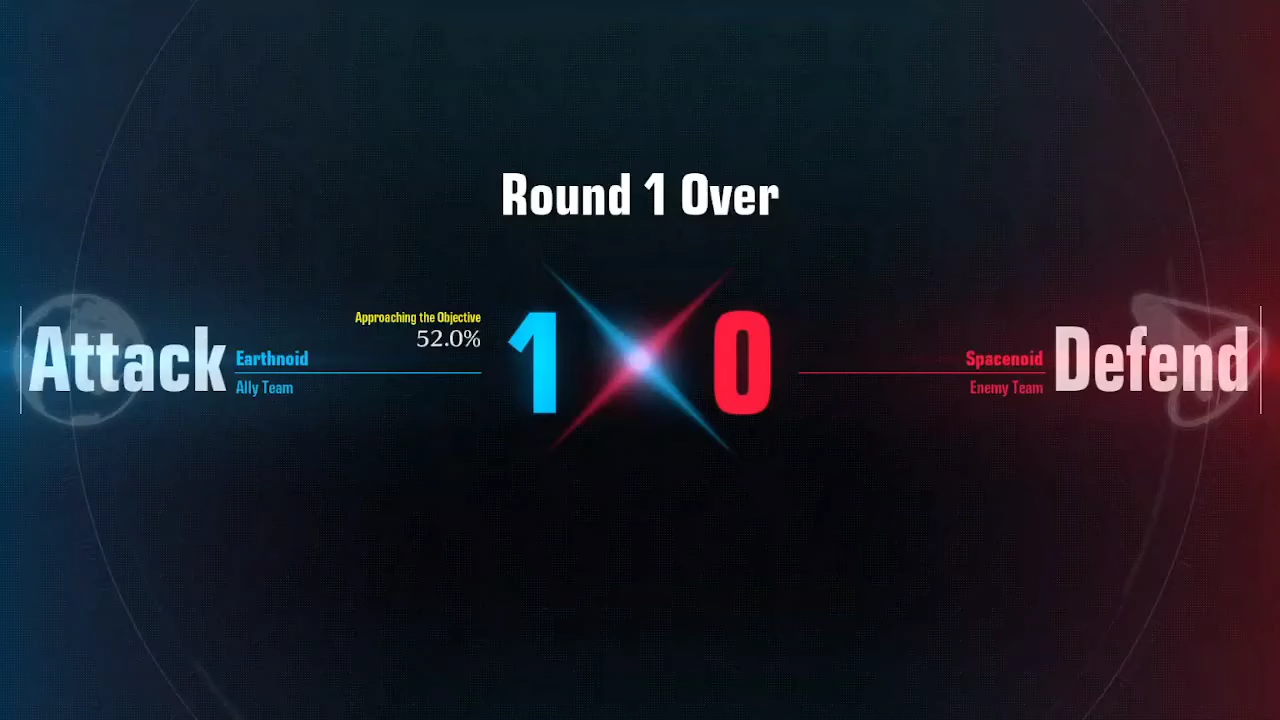 Round 1 Over
Approaching the Objective
52.0%
1
0
Attack
Earthnoid
Ally Team
Spacenoid
Enemy Team
Defend